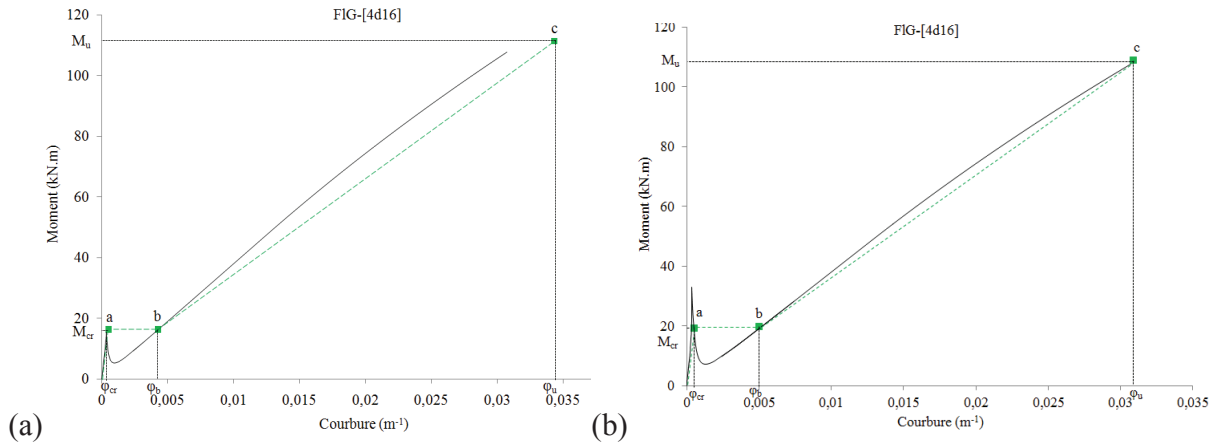 FIG-[4d16]
120
100
80
60
40
20
0
M_u
M_cr
Moment (kN.m)
a
b
c
φ_cr
φ_b
φ_u
0
0,005
0,01
0,015
0,02
0,025
0,03
0,035
Courbure (m⁻¹)
(a)
FIG-[4d16]
120
100
80
60
40
20
0
M_u
M_cr
Moment (kN.m)
a
b
c
φ_cr
φ_b
φ_u
0
0,005
0,01
0,015
0,02
0,025
0,03
0,035
Courbure (m⁻¹)
(b)